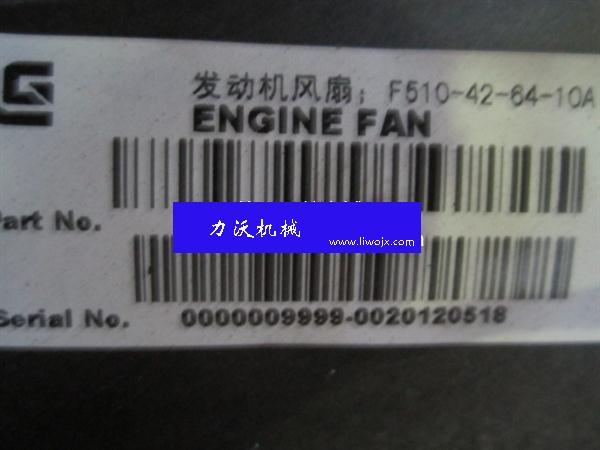 发动机风扇: F510-42-64-10A
ENGINE FAN
Part No.
力沃机械
www.liwojx.com
Serial No. 0000009999-0020120518